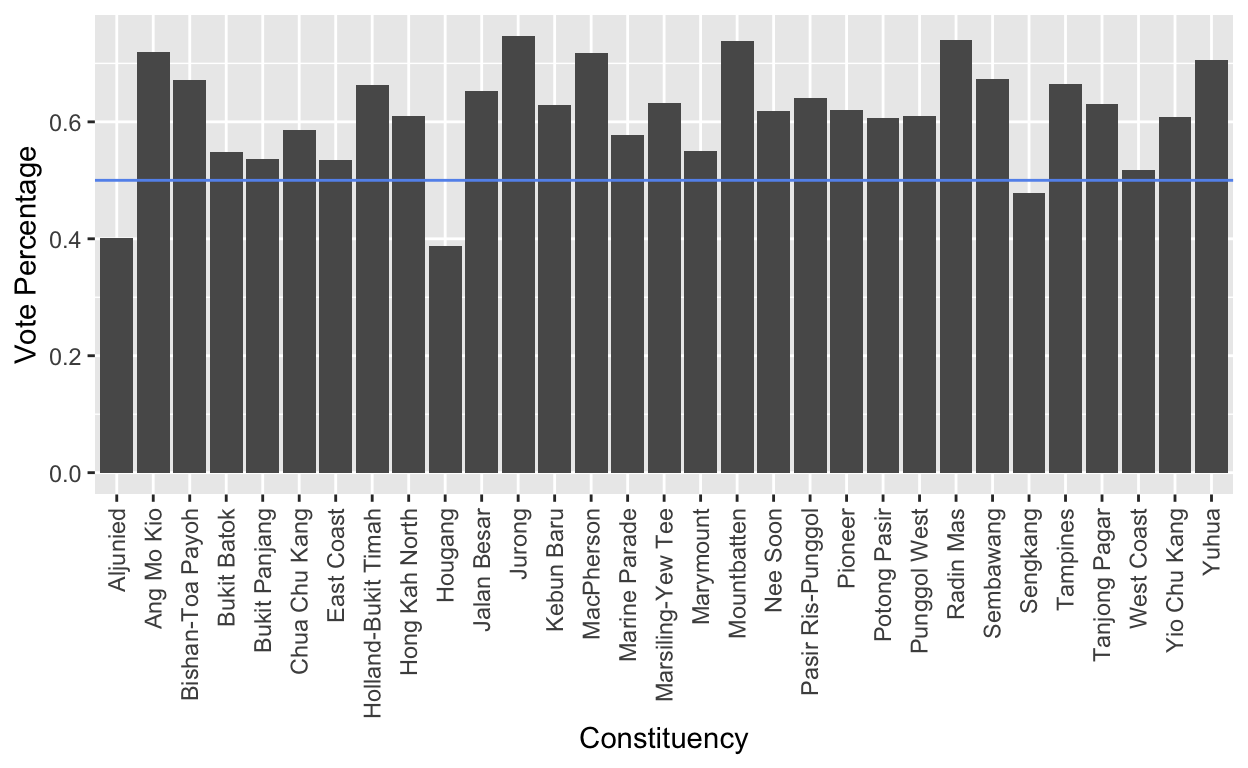 Vote Percentage
0.6
0.4
0.2
0.0
Aljunied
Ang Mo Kio
Bishan-Toa Payoh
Bukit Batok
Bukit Panjang
Chua Chu Kang
East Coast
Holland-Bukit Timah
Hong Kah North
Hougang
Jalan Besar
Jurong
Kebun Baru
MacPherson
Marine Parade
Marsiling-Yew Tee
Marymount
Mountbatten
Nee Soon
Pasir Ris-Punggol
Pioneer
Potong Pasir
Punggol West
Radin Mas
Sembawang
Sengkang
Tampines
Tanjong Pagar
West Coast
Yio Chu Kang
Yuhua
Constituency